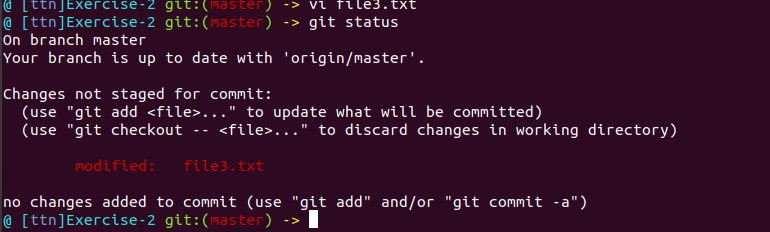 @ [ttn]Exercise-2 git:(master) -> vi file3.txt
@ [ttn]Exercise-2 git:(master) -> git status
On branch master
Your branch is up to date with 'origin/master'.
Changes not staged for commit:
  (use "git add <file>..." to update what will be committed)
  (use "git checkout -- <file>..." to discard changes in working directory)
        modified:   file3.txt
no changes added to commit (use "git add" and/or "git commit -a")
@ [ttn]Exercise-2 git:(master) ->